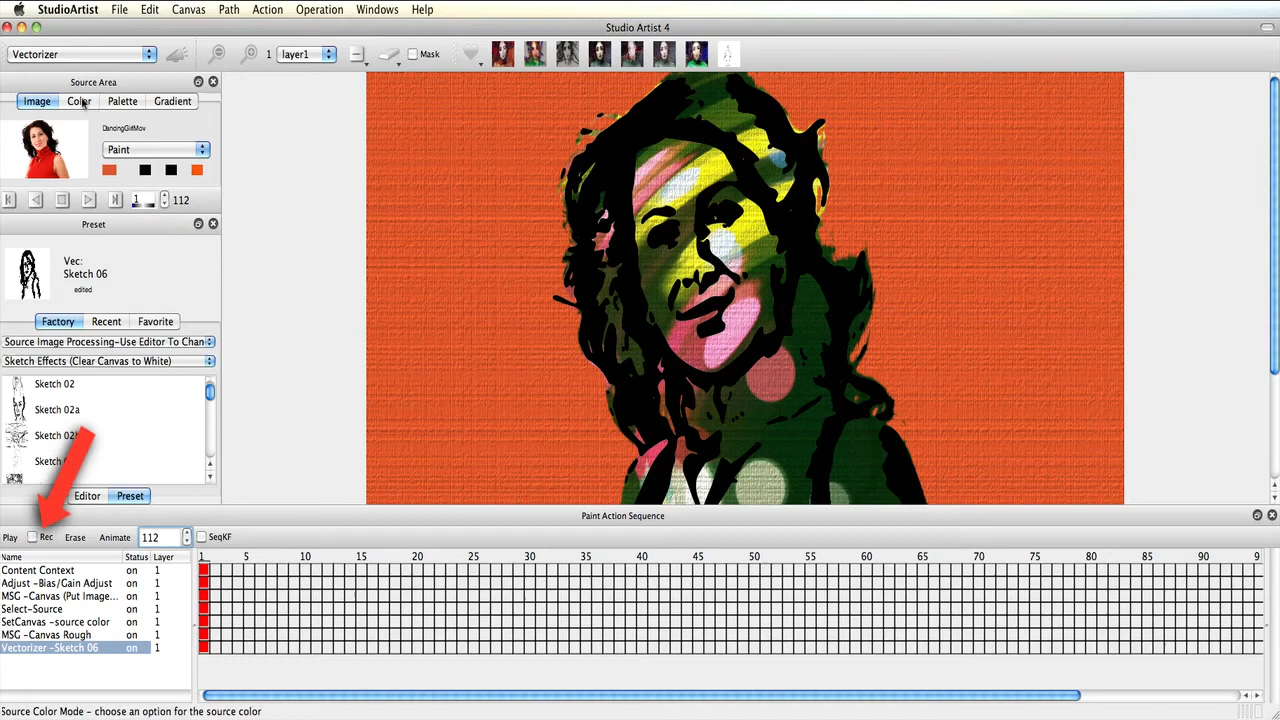 StudioArtist File Edit Canvas Path Action Operation Windows Help
Studio Artist 4
Vectorizer 1 layer1 Mask
Source Area
Image Color Palette Gradient
DancingGirlMov
Paint
1 112
Preset
Vec:
Sketch 06
edited
Factory Recent Favorite
Source Image Processing-Use Editor To Chan
Sketch Effects (Clear Canvas to White)
Sketch 02
Sketch 02a
Sketch 02
Sketch
Editor Preset
Paint Action Sequence
Play Rec Erase Animate 112 SeqKF
Name Status Layer 1 5 10 15 20 25 30 35 40 45 50 55 60 65 70 75 80 85 90 9
Content Context on 1
Adjust -Bias/Gain Adjust on 1
MSG -Canvas (Put Image... on 1
Select-Source on 1
SetCanvas -source color on 1
MSG -Canvas Rough on 1
Vectorizer -Sketch 06 on 1
Source Color Mode - choose an option for the source color